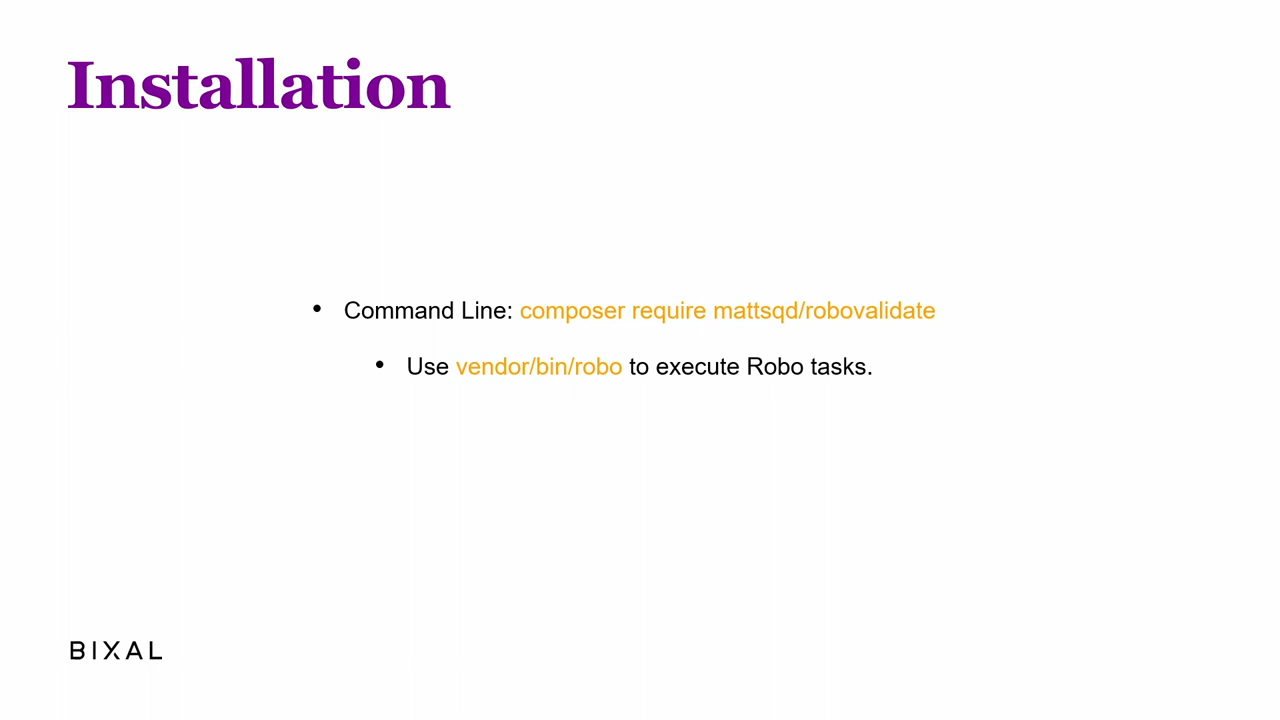 Installation
• Command Line: composer require mattsqd/robovalidate
• Use vendor/bin/robo to execute Robo tasks.
BIXAL